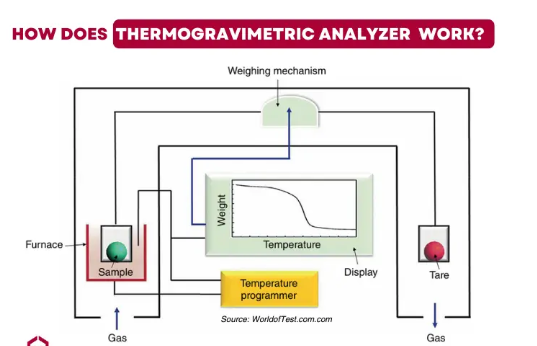 HOW DOES THERMOGRAVIMETRIC ANALYZER WORK?
Weighing mechanism
Weight
Temperature
Furnace
Sample
Display
Tare
Temperature
programmer
Source: WorldofTest.com.com
Gas
Gas